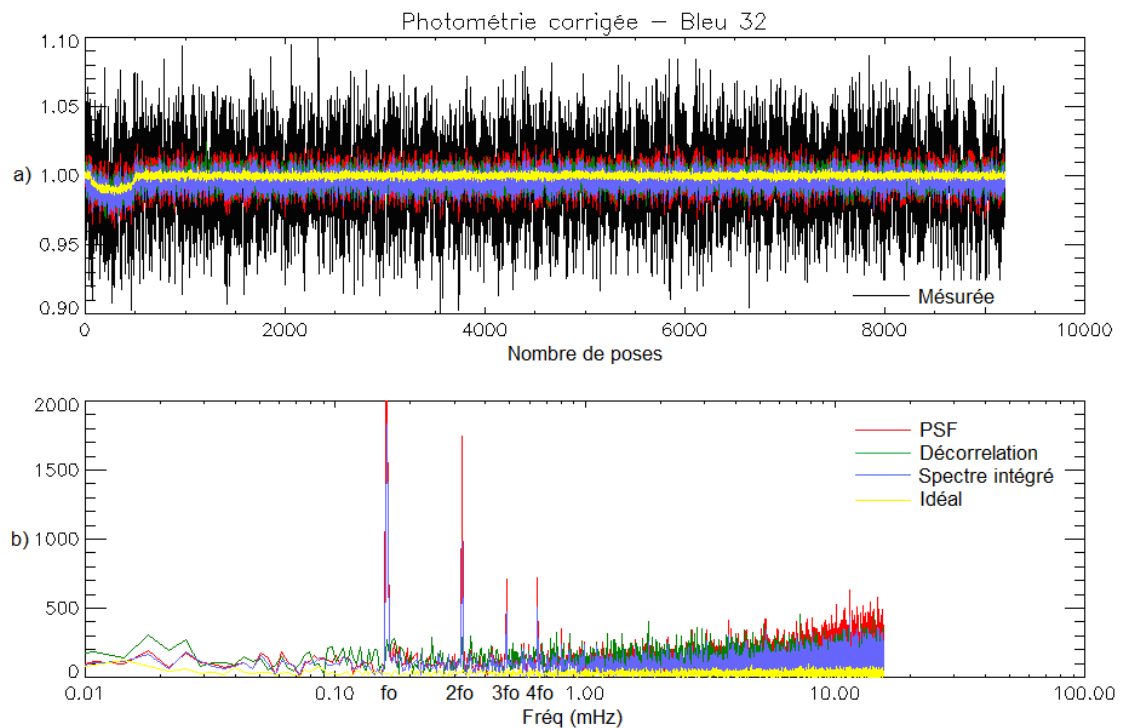 Photométrie corrigée – Bleu 32
1.10
1.05
a) 1.00
0.95
0.90
Mésurée
0 2000 4000 6000 8000 10000
Nombre de poses
2000
1500
b) 1000
500
0
PSF
Décorrelation
Spectre intégré
Idéal
0.01 0.10 fo 2fo 3fo 4fo 1.00 10.00 100.00
Fréq (mHz)